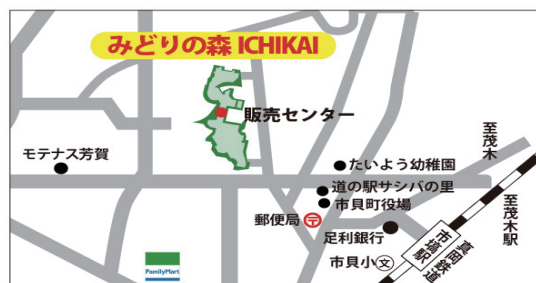 みどりの森 ICHIKAI
販売センター
モテナス芳賀
たいよう幼稚園
道の駅サシバの里
市貝町役場
郵便局
足利銀行
市貝小
文
FamilyMart
真岡鉄道
市塙駅
至茂木
至茂木駅